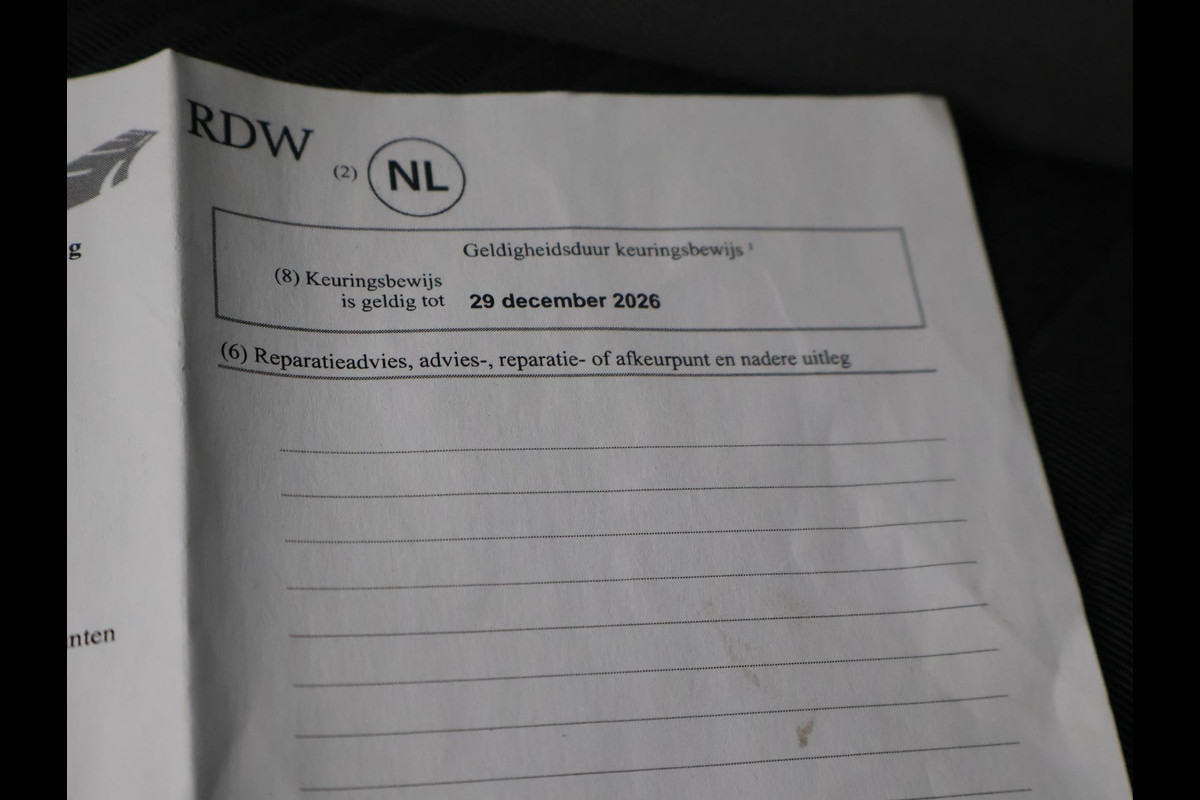 RDW
(2) NL
g
Geldigheidsduur keuringsbewijs ¹
(8) Keuringsbewijs
is geldig tot 29 december 2026
(6) Reparatieadvies, advies-, reparatie- of afkeurpunt en nadere uitleg
nten